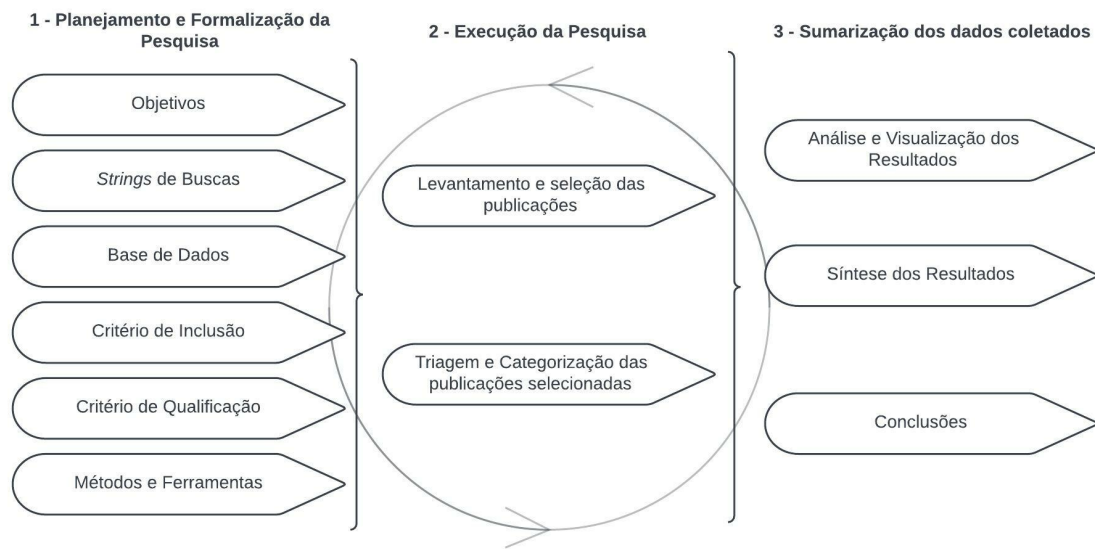 1 - Planejamento e Formalização da
Pesquisa
Objetivos
Strings de Buscas
Base de Dados
Critério de Inclusão
Critério de Qualificação
Métodos e Ferramentas
2 - Execução da Pesquisa
Levantamento e seleção das
publicações
Triagem e Categorização das
publicações selecionadas
3 - Sumarização dos dados coletados
Análise e Visualização dos
Resultados
Síntese dos Resultados
Conclusões